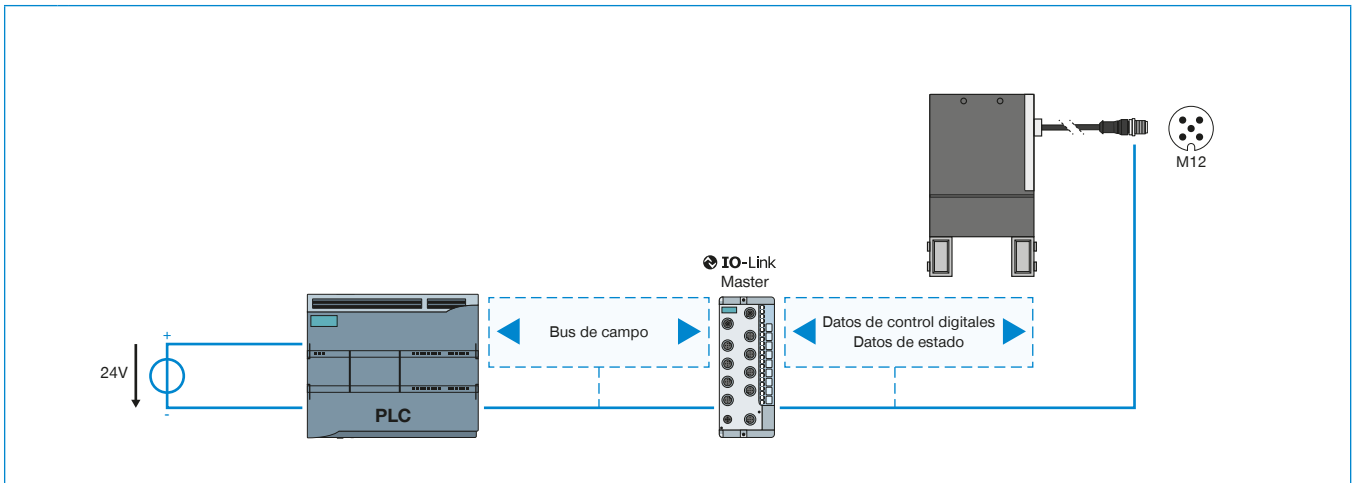 M12
IO-Link
Master
Bus de campo
Datos de control digitales
Datos de estado
+
24V
-
PLC